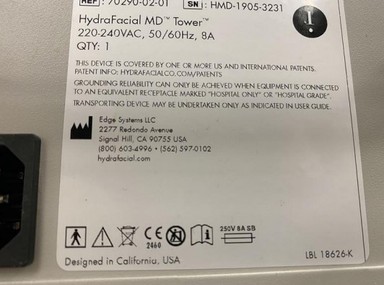 REF: 70290-02-01 SN: HMD-1905-3231
HydraFacial MD™ Tower™
220-240VAC, 50/60Hz, 8A
QTY: 1
THIS DEVICE IS COVERED BY ONE OR MORE US AND INTERNATIONAL PATENTS.
PATENT INFO: HYDRAFACIALCO.COM/PATENTS
GROUNDING RELIABILITY CAN ONLY BE ACHIEVED WHEN EQUIPMENT IS CONNECTED
TO AN EQUIVALENT RECEPTACLE MARKED "HOSPITAL ONLY" OR "HOSPITAL GRADE".
TRANSPORTING DEVICE MAY BE UNDERTAKEN ONLY AS INDICATED IN USER GUIDE.
Edge Systems LLC
2277 Redondo Avenue
Signal Hill, CA 90755 USA
(800) 603-4996 • (562) 597-0102
hydrafacial.com
CE 2460 250V 8A SB
Designed in California, USA LBL 18626-K